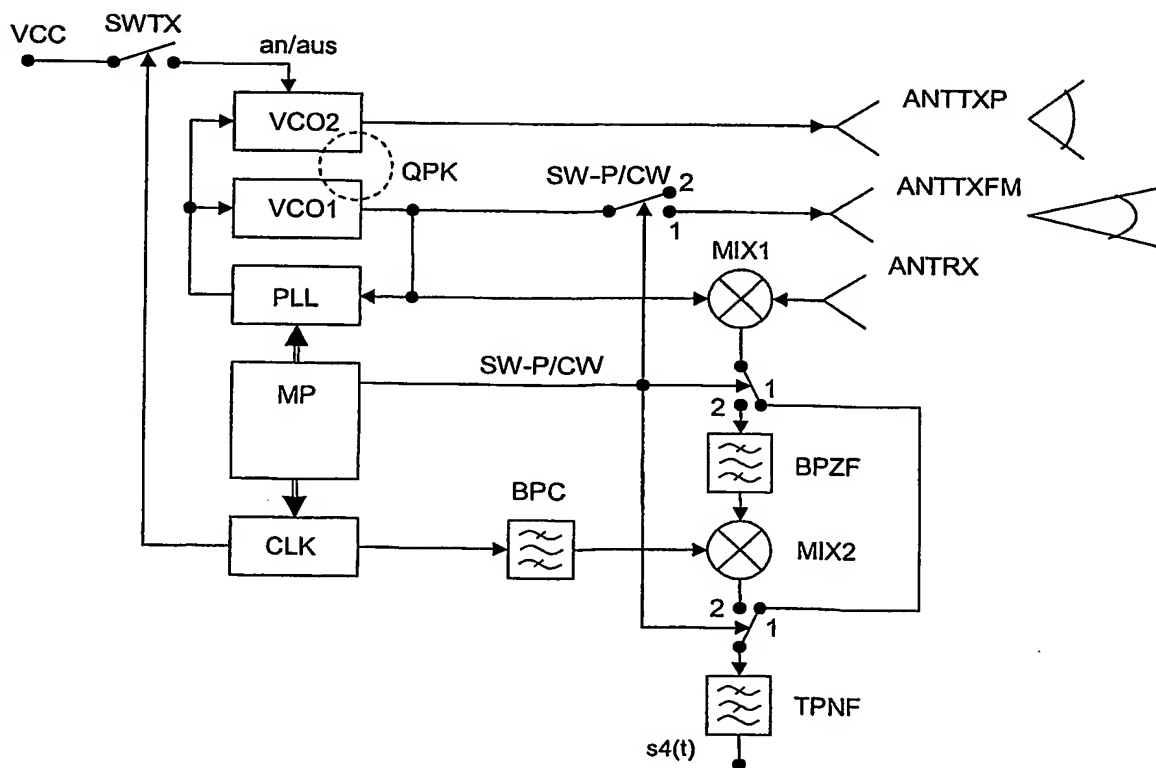 SWTX
VCC
an/aus
VCO2
ANTTXP
QPK
SW-P/CW
2
1
ANTTXFM
VCO1
MIX1
ANTRX
PLL
SW-P/CW
MP
1
2
BPZF
BPC
CLK
MIX2
2
1
TPNF
s4(t)